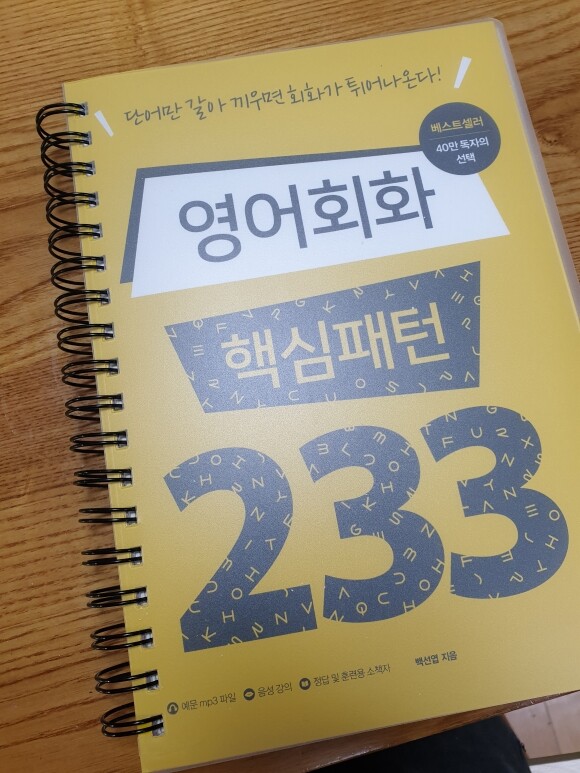 단어만 갈아 끼우면 회화가 튀어나온다!
베스트셀러
40만 독자의
선택
영어회화
핵심패턴
233
백선엽 지음
예문 mp3 파일 음성 강의 정답 및 훈련용 소책자